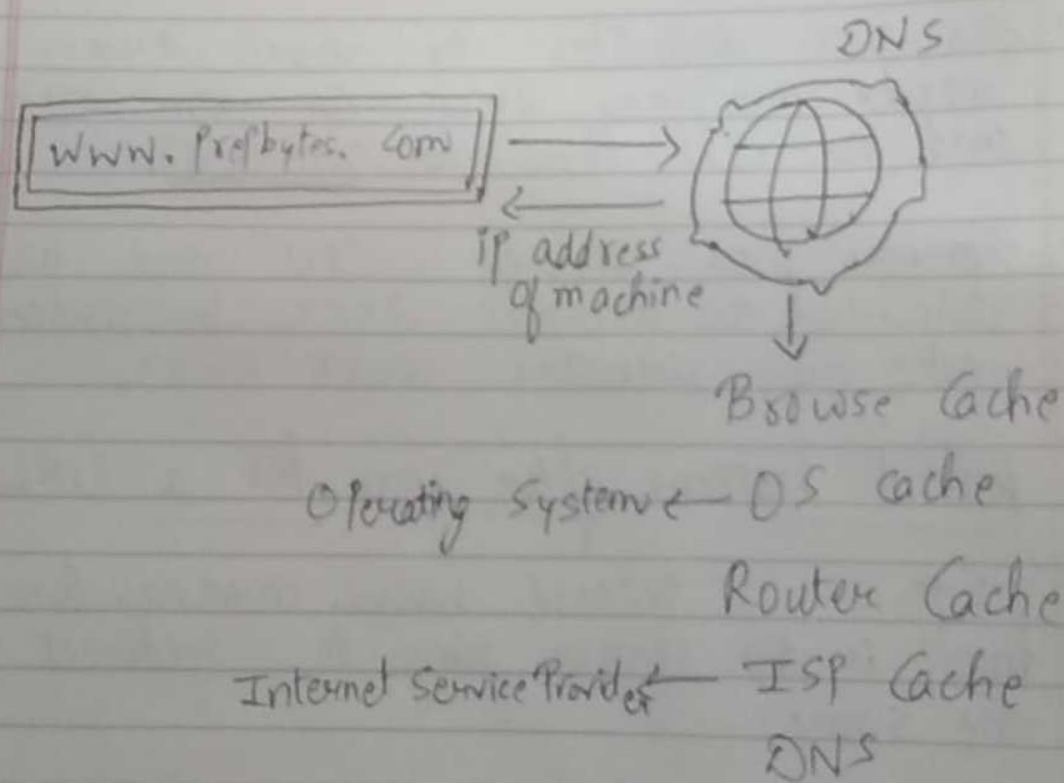 DNS
www. Prepbytes. Com
ip address
of machine
Browse Cache
Operating System ← OS cache
Router Cache
Internet Service Provider ← ISP Cache
DNS